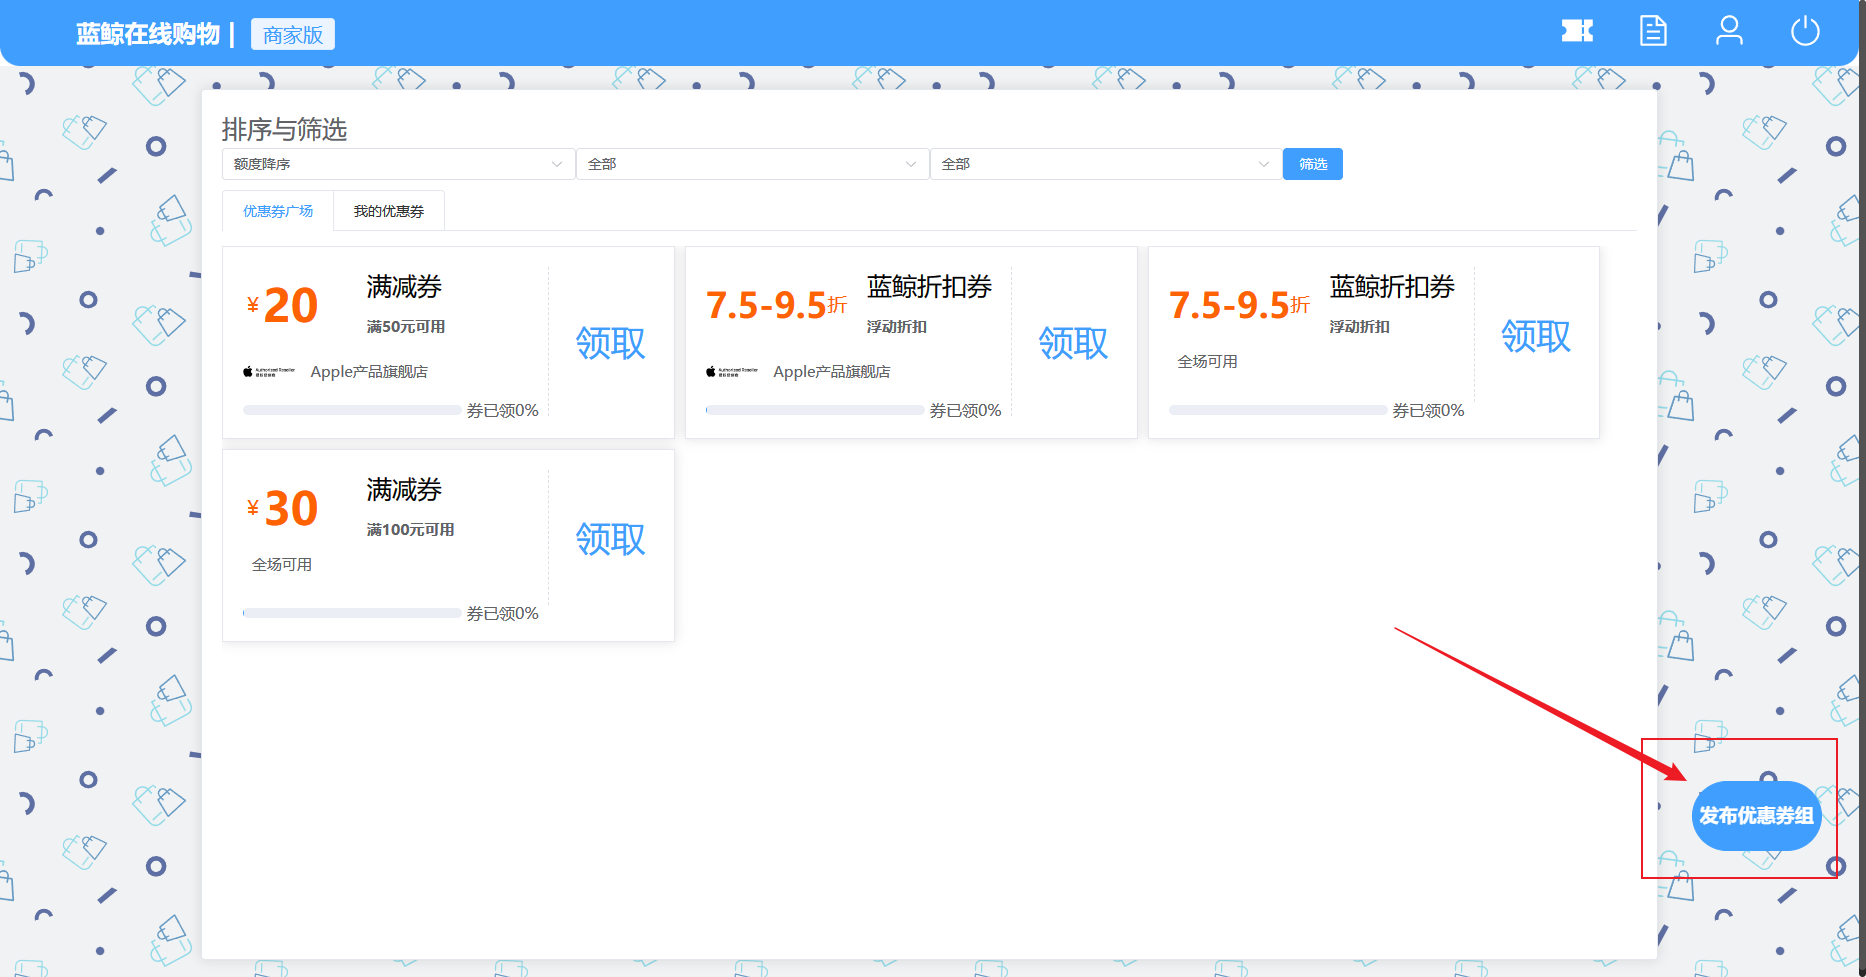 蓝鲸在线购物 | 商家版
排序与筛选
额度降序 全部 全部 筛选
优惠券广场 我的优惠券
¥20 满减券
满50元可用
领取
Authorized Reseller
Apple产品旗舰店
券已领0%
7.5-9.5折 蓝鲸折扣券
浮动折扣
领取
Authorized Reseller
Apple产品旗舰店
券已领0%
7.5-9.5折 蓝鲸折扣券
浮动折扣
领取
全场可用
券已领0%
¥30 满减券
满100元可用
领取
全场可用
券已领0%
发布优惠券组